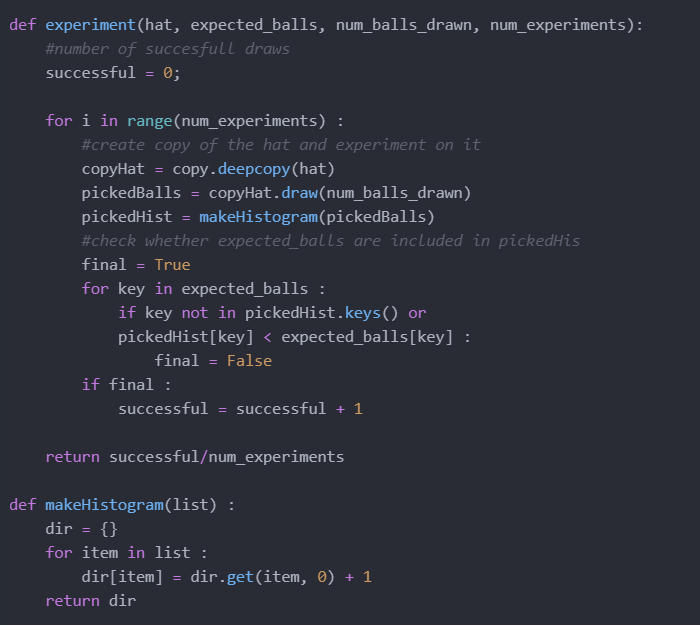 def experiment(hat, expected_balls, num_balls_drawn, num_experiments):
    #number of succesfull draws
    successful = 0;

    for i in range(num_experiments) :
        #create copy of the hat and experiment on it
        copyHat = copy.deepcopy(hat)
        pickedBalls = copyHat.draw(num_balls_drawn)
        pickedHist = makeHistogram(pickedBalls)
        #check whether expected_balls are included in pickedHis
        final = True
        for key in expected_balls :
            if key not in pickedHist.keys() or
            pickedHist[key] < expected_balls[key] :
                final = False
        if final :
            successful = successful + 1

    return successful/num_experiments

def makeHistogram(list) :
    dir = {}
    for item in list :
        dir[item] = dir.get(item, 0) + 1
    return dir